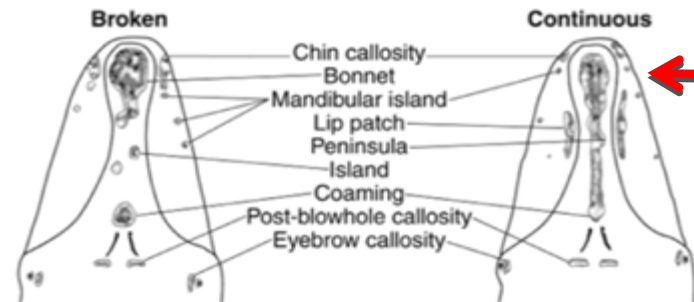 Broken
Continuous
Chin callosity
Bonnet
Mandibular island
Lip patch
Peninsula
Island
Coaming
Post-blowhole callosity
Eyebrow callosity